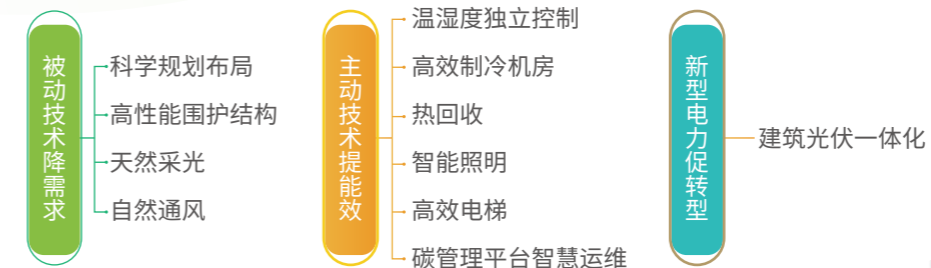 被动技术降需求
科学规划布局
高性能围护结构
天然采光
自然通风
主动技术提能效
温湿度独立控制
高效制冷机房
热回收
智能照明
高效电梯
碳管理平台智慧运维
新型电力促转型
建筑光伏一体化